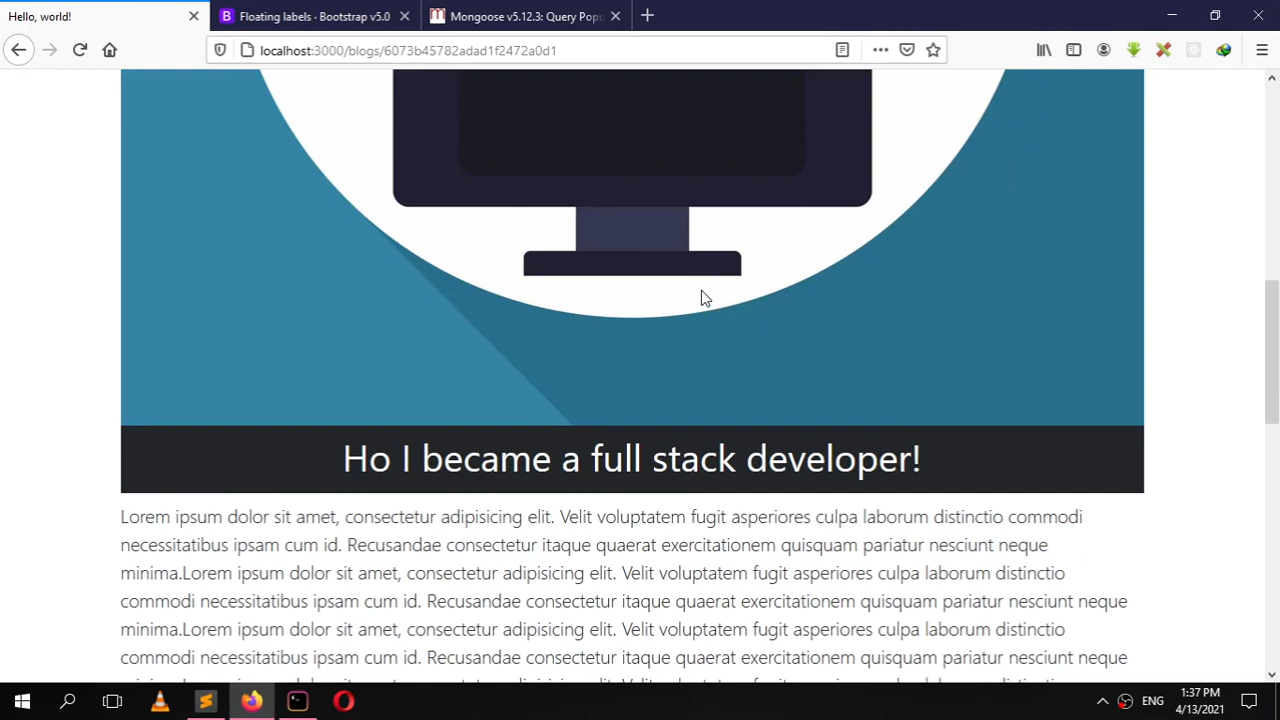 Hello, world!
Floating labels · Bootstrap v5.0
Mongoose v5.12.3: Query Popu
localhost:3000/blogs/6073b45782adad1f2472a0d1
Ho I became a full stack developer!
Lorem ipsum dolor sit amet, consectetur adipisicing elit. Velit voluptatem fugit asperiores culpa laborum distinctio commodi
necessitatibus ipsam cum id. Recusandae consectetur itaque quaerat exercitationem quisquam pariatur nesciunt neque
minima.Lorem ipsum dolor sit amet, consectetur adipisicing elit. Velit voluptatem fugit asperiores culpa laborum distinctio
commodi necessitatibus ipsam cum id. Recusandae consectetur itaque quaerat exercitationem quisquam pariatur nesciunt neque
minima.Lorem ipsum dolor sit amet, consectetur adipisicing elit. Velit voluptatem fugit asperiores culpa laborum distinctio
commodi necessitatibus ipsam cum id. Recusandae consectetur itaque quaerat exercitationem quisquam pariatur nesciunt neque
ENG
1:37 PM
4/13/2021